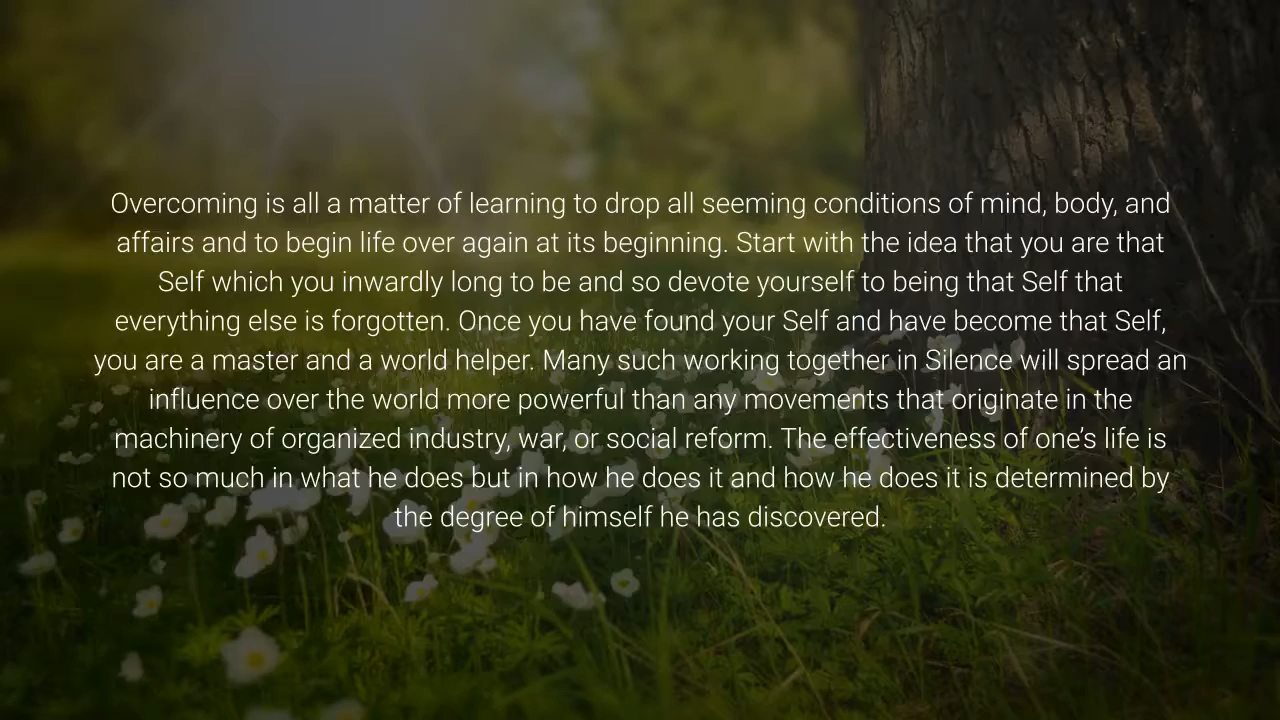 Overcoming is all a matter of learning to drop all seeming conditions of mind, body, and
affairs and to begin life over again at its beginning. Start with the idea that you are that
Self which you inwardly long to be and so devote yourself to being that Self that
everything else is forgotten. Once you have found your Self and have become that Self,
you are a master and a world helper. Many such working together in Silence will spread an
influence over the world more powerful than any movements that originate in the
machinery of organized industry, war, or social reform. The effectiveness of one’s life is
not so much in what he does but in how he does it and how he does it is determined by
the degree of himself he has discovered.